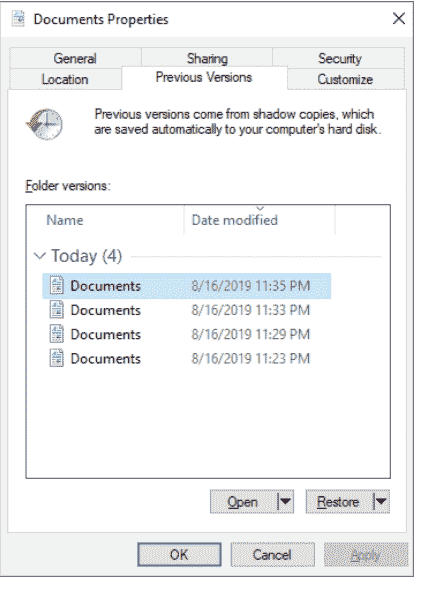 Documents Properties
General Sharing Security
Location Previous Versions Customize
Previous versions come from shadow copies, which
are saved automatically to your computer's hard disk.
Folder versions:
Name Date modified
Today (4)
Documents 8/16/2019 11:35 PM
Documents 8/16/2019 11:33 PM
Documents 8/16/2019 11:29 PM
Documents 8/16/2019 11:23 PM
Open Restore
OK Cancel Apply